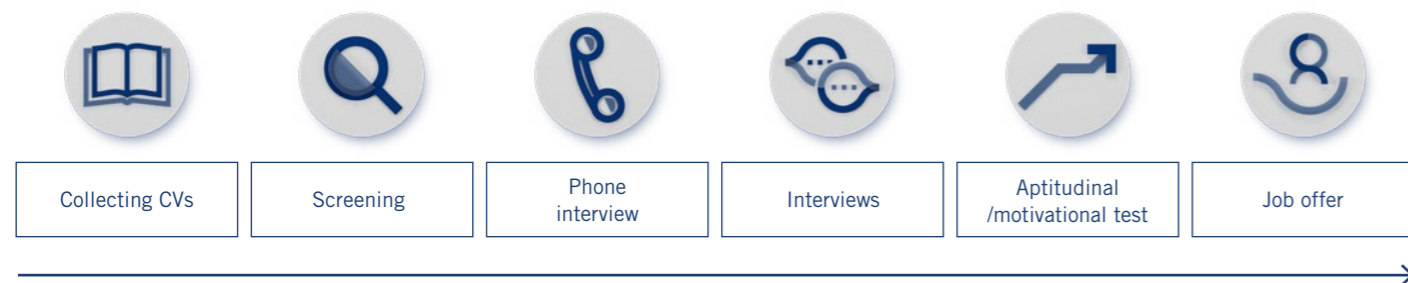 Collecting CVs
Screening
Phone
interview
Interviews
Aptitudinal
/motivational test
Job offer